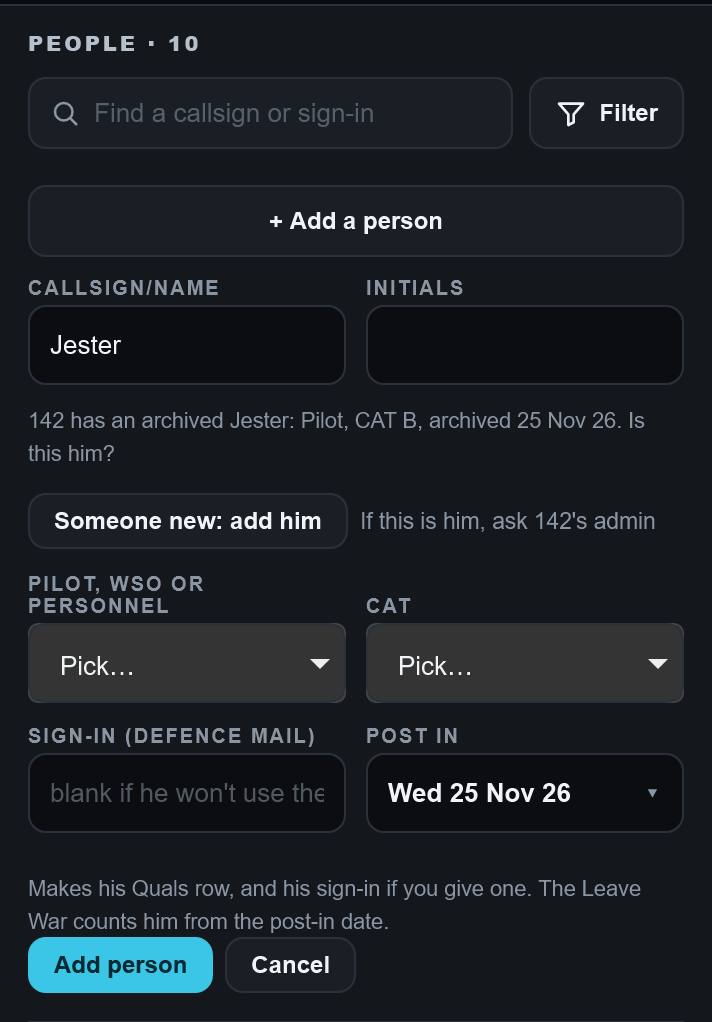 PEOPLE · 10
Find a callsign or sign-in
Filter
+ Add a person
CALLSIGN/NAME
INITIALS
Jester
142 has an archived Jester: Pilot, CAT B, archived 25 Nov 26. Is
this him?
Someone new: add him
If this is him, ask 142's admin
PILOT, WSO OR
PERSONNEL
CAT
Pick…
Pick…
SIGN-IN (DEFENCE MAIL)
POST IN
blank if he won't use the
Wed 25 Nov 26
Makes his Quals row, and his sign-in if you give one. The Leave
War counts him from the post-in date.
Add person
Cancel